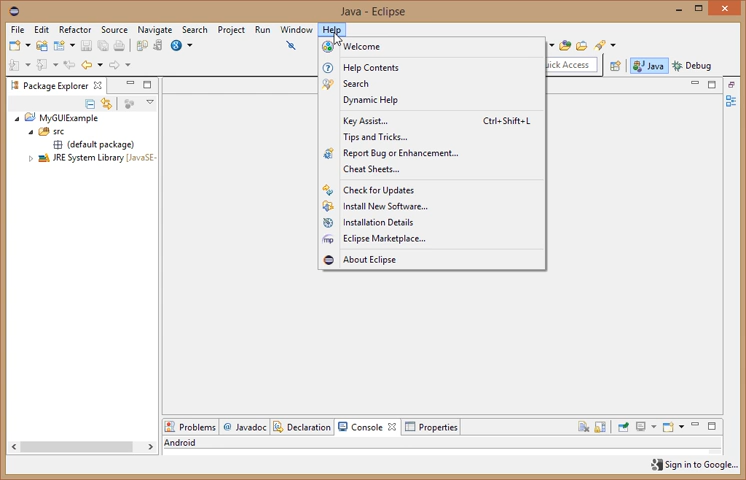 Java - Eclipse
File Edit Refactor Source Navigate Search Project Run Window Help
Quick Access
Java
Debug
Package Explorer
MyGUIExample
src
(default package)
JRE System Library [JavaSE-
Welcome
Help Contents
Search
Dynamic Help
Key Assist... Ctrl+Shift+L
Tips and Tricks...
Report Bug or Enhancement...
Cheat Sheets...
Check for Updates
Install New Software...
Installation Details
mp Eclipse Marketplace...
About Eclipse
Problems @ Javadoc Declaration Console Properties
Android
Sign in to Google...